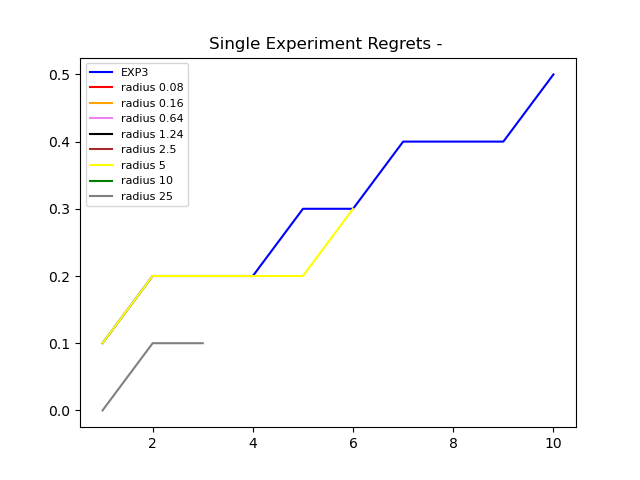 Single Experiment Regrets -
EXP3
radius 0.08
radius 0.16
radius 0.64
radius 1.24
radius 2.5
radius 5
radius 10
radius 25
0.5
0.4
0.3
0.2
0.1
0.0
2 4 6 8 10